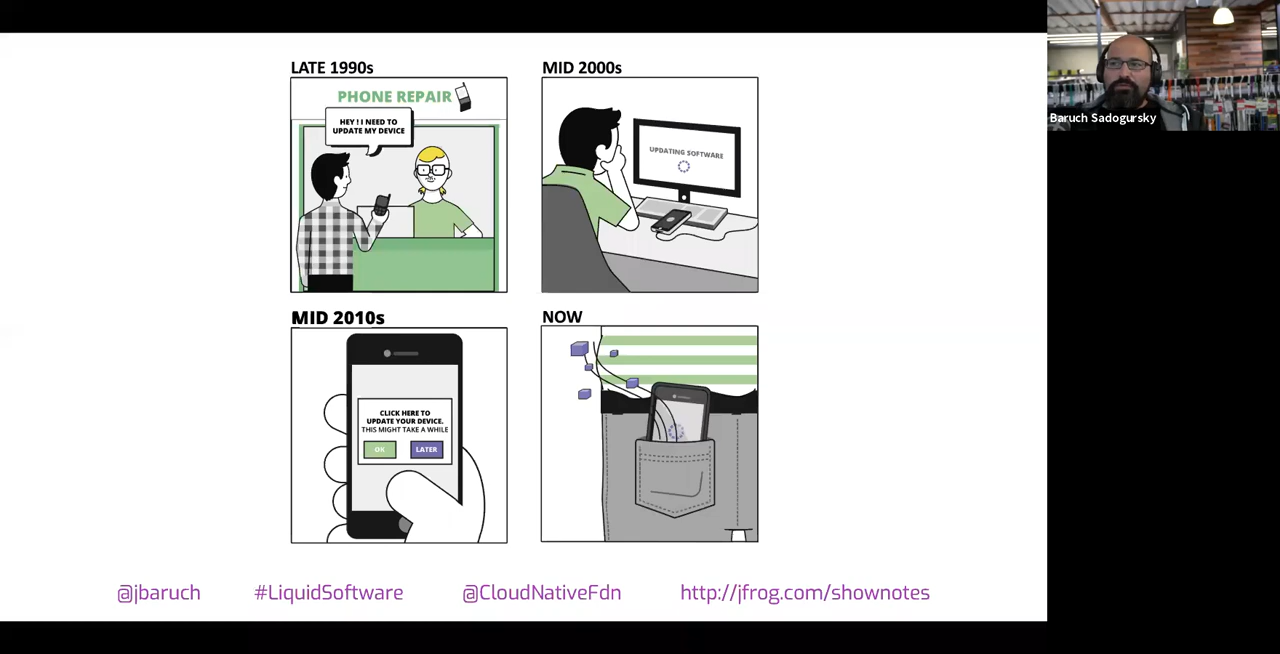 LATE 1990s
PHONE REPAIR
HEY ! I NEED TO
UPDATE MY DEVICE
MID 2000s
UPDATING SOFTWARE
MID 2010s
CLICK HERE TO
UPDATE YOUR DEVICE.
THIS MIGHT TAKE A WHILE
OK
LATER
NOW
@jbaruch
#LiquidSoftware
@CloudNativeFdn
http://jfrog.com/shownotes
Baruch Sadogursky